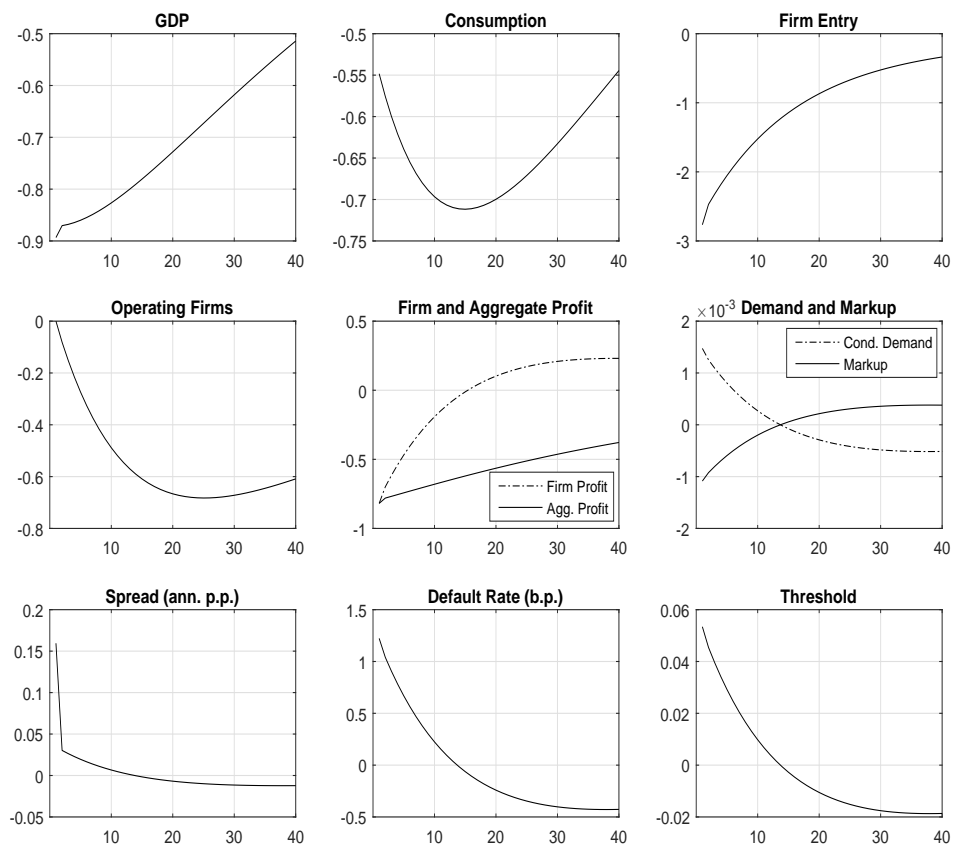 GDP
Consumption
Firm Entry
-0.5
-0.6
-0.7
-0.8
-0.9
10 20 30 40
-0.5
-0.55
-0.6
-0.65
-0.7
-0.75
10 20 30 40
0
-1
-2
-3
10 20 30 40
Operating Firms
Firm and Aggregate Profit
×10-3 Demand and Markup
0
-0.2
-0.4
-0.6
-0.8
10 20 30 40
0.5
0
-0.5
-1
Firm Profit
Agg. Profit
10 20 30 40
2
1
0
-1
-2
Cond. Demand
Markup
10 20 30 40
Spread (ann. p.p.)
Default Rate (b.p.)
Threshold
0.2
0.15
0.1
0.05
0
-0.05
10 20 30 40
1.5
1
0.5
0
-0.5
10 20 30 40
0.06
0.04
0.02
0
-0.02
10 20 30 40